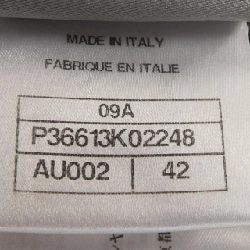 MADE IN ITALY
FABRIQUE EN ITALIE
09A
P36613K02248
AU002 42